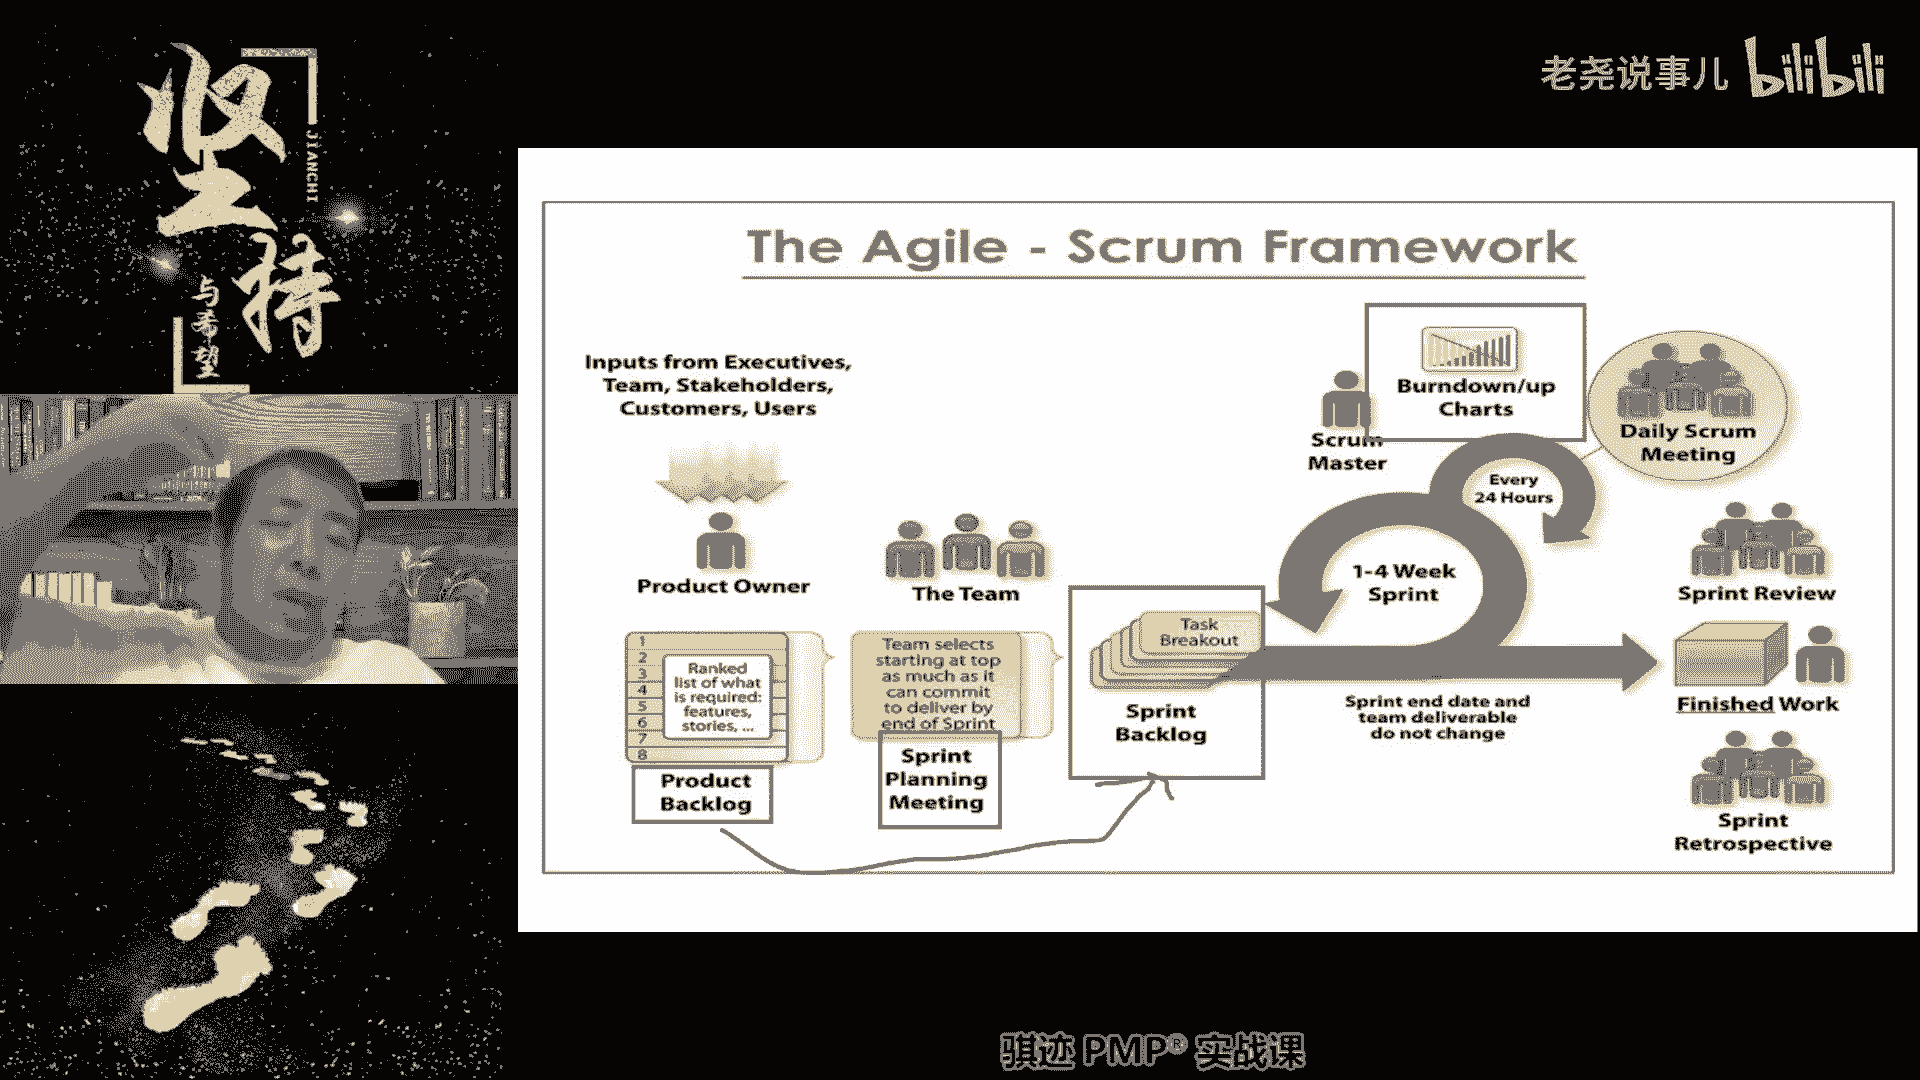 坚持
JIANCHI
与希望
老尧说事儿 bilibili
The Agile - Scrum Framework
Inputs from Executives,
Team, Stakeholders,
Customers, Users
Product Owner
The Team
1
2
3
4
5
6
7
8
Ranked
list of what
is required:
features,
stories, ...
Product
Backlog
Team selects
starting at top
as much as it
can commit
to deliver by
end of Sprint
Sprint
Planning
Meeting
Task
Breakout
Sprint
Backlog
Scrum
Master
Burndown/up
Charts
Every
24 Hours
1-4 Week
Sprint
Sprint end date and
team deliverable
do not change
Daily Scrum
Meeting
Sprint Review
Finished Work
Sprint
Retrospective
骐迹 PMP® 实战课